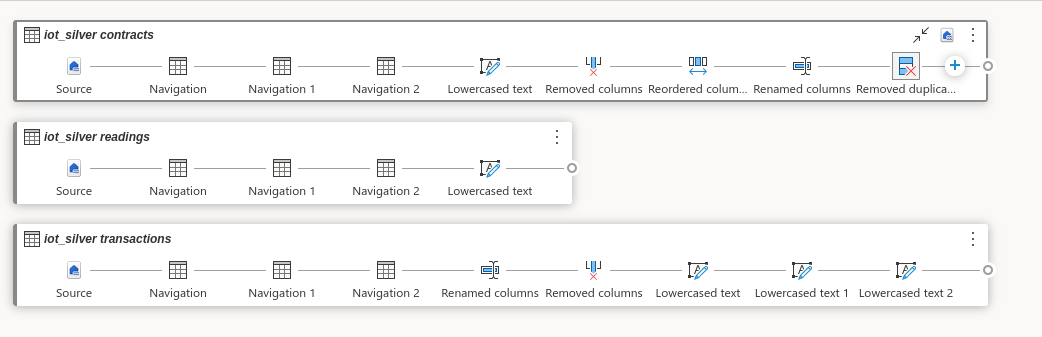 iot_silver contracts
Source Navigation Navigation 1 Navigation 2 Lowercased text Removed columns Reordered colum... Renamed columns Removed duplica...
iot_silver readings
Source Navigation Navigation 1 Navigation 2 Lowercased text
iot_silver transactions
Source Navigation Navigation 1 Navigation 2 Renamed columns Removed columns Lowercased text Lowercased text 1 Lowercased text 2